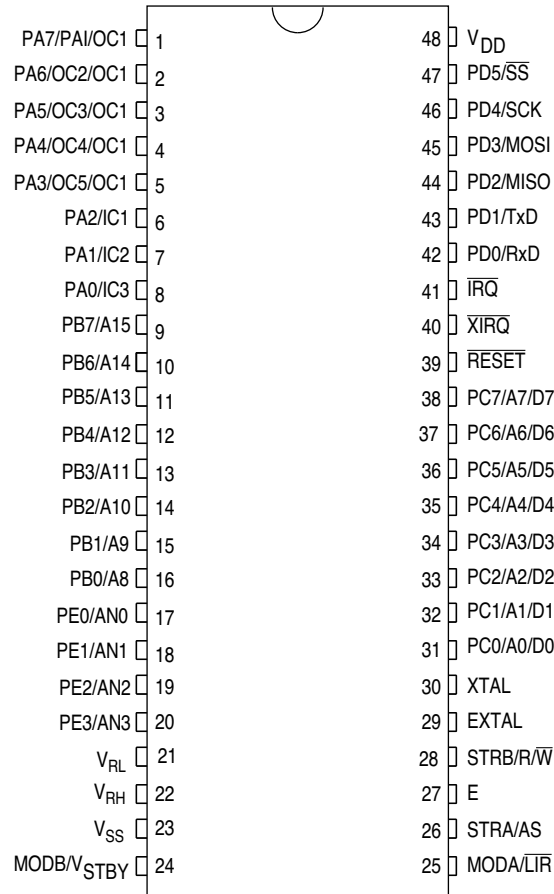 PA7/PAI/OC1 1 48 VDD
PA6/OC2/OC1 2 47 PD5/S̅S̅
PA5/OC3/OC1 3 46 PD4/SCK
PA4/OC4/OC1 4 45 PD3/MOSI
PA3/OC5/OC1 5 44 PD2/MISO
PA2/IC1 6 43 PD1/TxD
PA1/IC2 7 42 PD0/RxD
PA0/IC3 8 41 I̅R̅Q̅
PB7/A15 9 40 X̅I̅R̅Q̅
PB6/A14 10 39 R̅E̅S̅E̅T̅
PB5/A13 11 38 PC7/A7/D7
PB4/A12 12 37 PC6/A6/D6
PB3/A11 13 36 PC5/A5/D5
PB2/A10 14 35 PC4/A4/D4
PB1/A9 15 34 PC3/A3/D3
PB0/A8 16 33 PC2/A2/D2
PE0/AN0 17 32 PC1/A1/D1
PE1/AN1 18 31 PC0/A0/D0
PE2/AN2 19 30 XTAL
PE3/AN3 20 29 EXTAL
VRL 21 28 STRB/R/W̅
VRH 22 27 E
VSS 23 26 STRA/AS
MODB/VSTBY 24 25 MODA/L̅I̅R̅